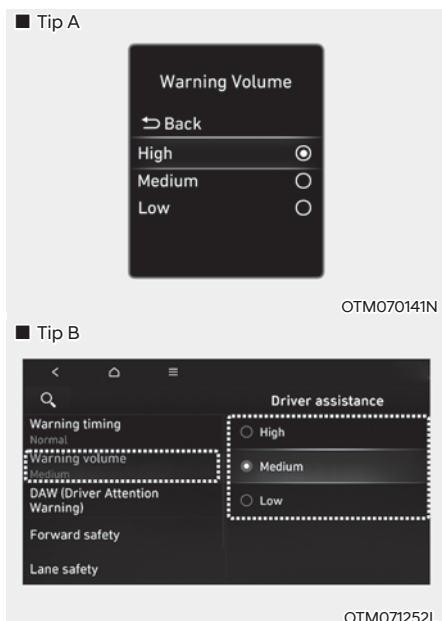 ■ Tip A
Warning Volume
Back
High
Medium
Low
OTM070141N
■ Tip B
Driver assistance
Warning timing
Normal
Warning volume
Medium
DAW (Driver Attention
Warning)
Forward safety
Lane safety
High
Medium
Low
OTM071252L